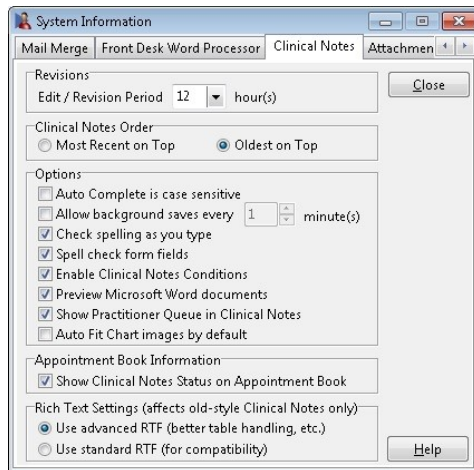 System Information
Mail Merge Front Desk Word Processor Clinical Notes Attachmen
Revisions
Edit / Revision Period 12 hour(s)
Close
Clinical Notes Order
Most Recent on Top Oldest on Top
Options
Auto Complete is case sensitive
Allow background saves every 1 minute(s)
Check spelling as you type
Spell check form fields
Enable Clinical Notes Conditions
Preview Microsoft Word documents
Show Practitioner Queue in Clinical Notes
Auto Fit Chart images by default
Appointment Book Information
Show Clinical Notes Status on Appointment Book
Rich Text Settings (affects old-style Clinical Notes only)
Use advanced RTF (better table handling, etc.)
Use standard RTF (for compatibility)
Help